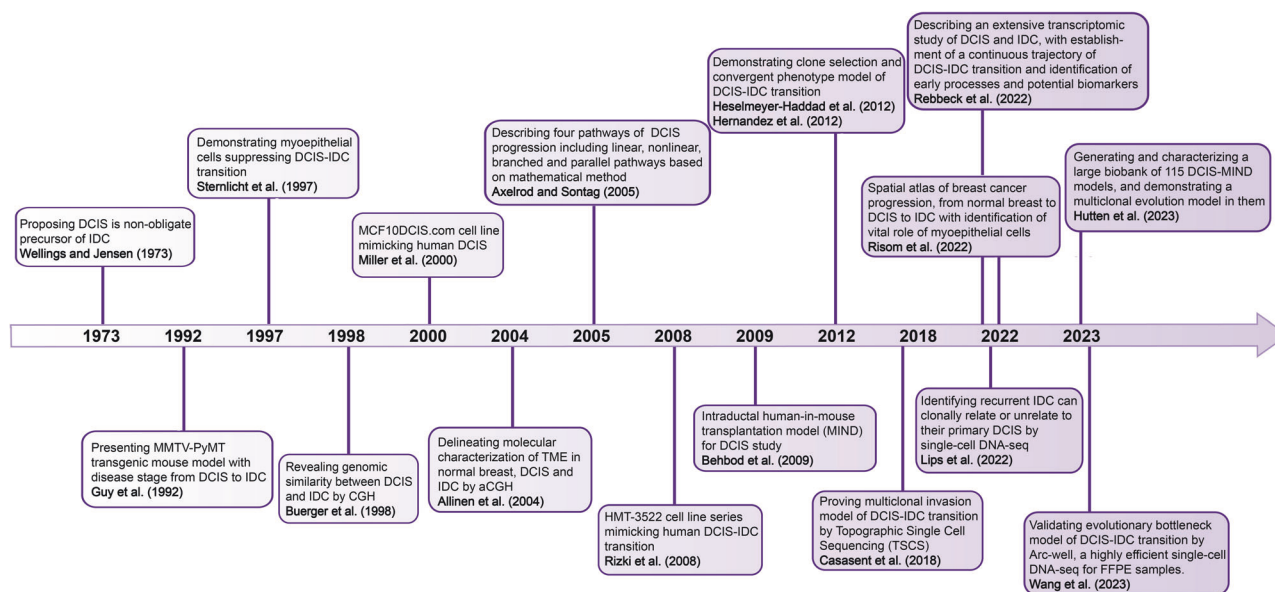 Proposing DCIS is non-obligate
precursor of IDC
Wellings and Jensen (1973)
Demonstrating myoepithelial
cells suppressing DCIS-IDC
transition
Sternlicht et al. (1997)
MCF10DCIS.com cell line
mimicking human DCIS
Miller et al. (2000)
Describing four pathways of DCIS
progression including linear, nonlinear,
branched and parallel pathways based
on mathematical method
Axelrod and Sontag (2005)
Demonstrating clone selection and
convergent phenotype model of
DCIS-IDC transition
Heselmeyer-Haddad et al. (2012)
Hernandez et al. (2012)
Describing an extensive transcriptomic
study of DCIS and IDC, with establish-
ment of a continuous trajectory of
DCIS-IDC transition and identification of
early processes and potential biomarkers
Rebbeck et al. (2022)
Spatial atlas of breast cancer
progression, from normal breast to
DCIS to IDC with identification of
vital role of myoepithelial cells
Risom et al. (2022)
Generating and characterizing a
large biobank of 115 DCIS-MIND
models, and demonstrating a
multiclonal evolution model in them
Hutten et al. (2023)
1973 1992 1997 1998 2000 2004 2005 2008 2009 2012 2018 2022 2023
Presenting MMTV-PyMT
transgenic mouse model with
disease stage from DCIS to IDC
Guy et al. (1992)
Revealing genomic
similarity between DCIS
and IDC by CGH
Buerger et al. (1998)
Delineating molecular
characterization of TME in
normal breast, DCIS and
IDC by aCGH
Allinen et al. (2004)
HMT-3522 cell line series
mimicking human DCIS-IDC
transition
Rizki et al. (2008)
Intraductal human-in-mouse
transplantation model (MIND)
for DCIS study
Behbod et al. (2009)
Proving multiclonal invasion
model of DCIS-IDC transition
by Topographic Single Cell
Sequencing (TSCS)
Casasent et al. (2018)
Identifying recurrent IDC can
clonally relate or unrelate to
their primary DCIS by
single-cell DNA-seq
Lips et al. (2022)
Validating evolutionary bottleneck
model of DCIS-IDC transition by
Arc-well, a highly efficient single-cell
DNA-seq for FFPE samples.
Wang et al. (2023)